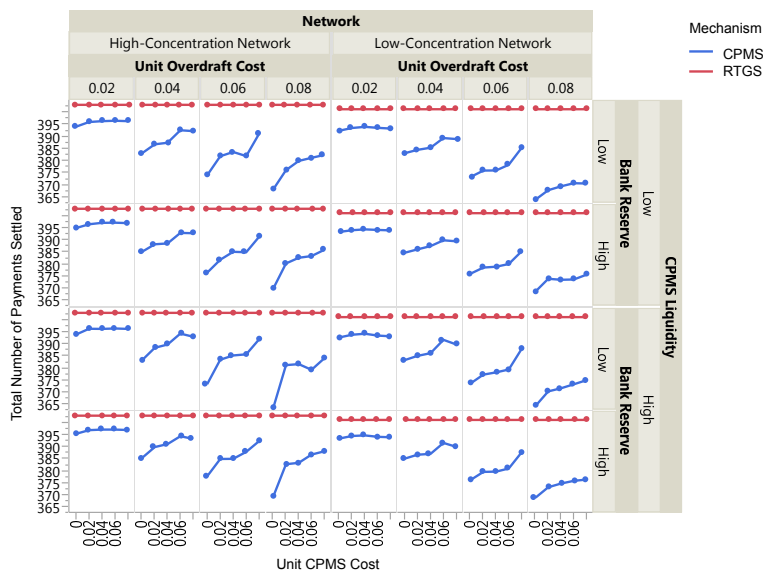 Network
High-Concentration Network Low-Concentration Network
Unit Overdraft Cost Unit Overdraft Cost
0.02 0.04 0.06 0.08 0.02 0.04 0.06 0.08
Mechanism
CPMS
RTGS
Total Number of Payments Settled
395
390
385
380
375
370
365
395
390
385
380
375
370
365
395
390
385
380
375
370
365
395
390
385
380
375
370
365
Low
High
Low
High
Bank Reserve
Bank Reserve
Low
High
CPMS Liquidity
0 0.02 0.04 0.06 0 0.02 0.04 0.06 0 0.02 0.04 0.06 0 0.02 0.04 0.06 0 0.02 0.04 0.06 0 0.02 0.04 0.06 0 0.02 0.04 0.06 0 0.02 0.04 0.06
Unit CPMS Cost